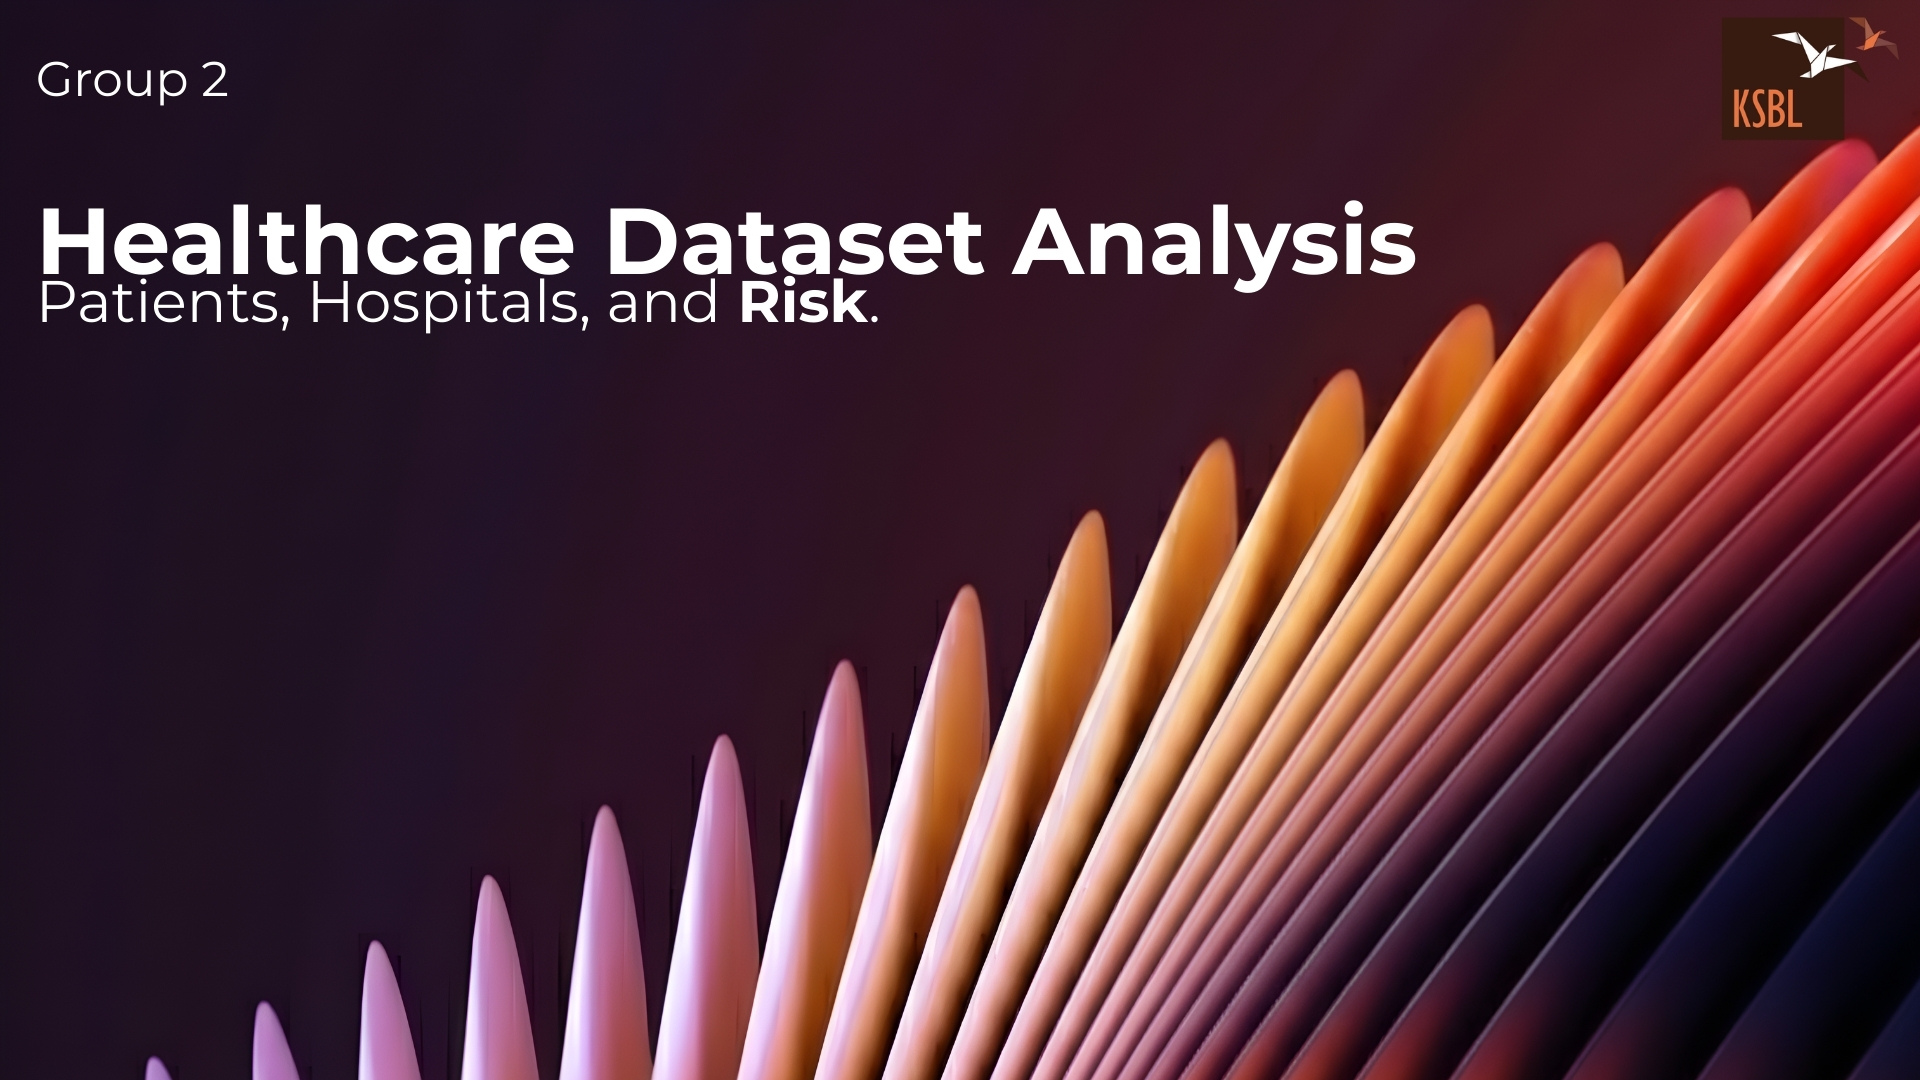 Group 2
KSBL
Healthcare Dataset Analysis
Patients, Hospitals, and Risk.